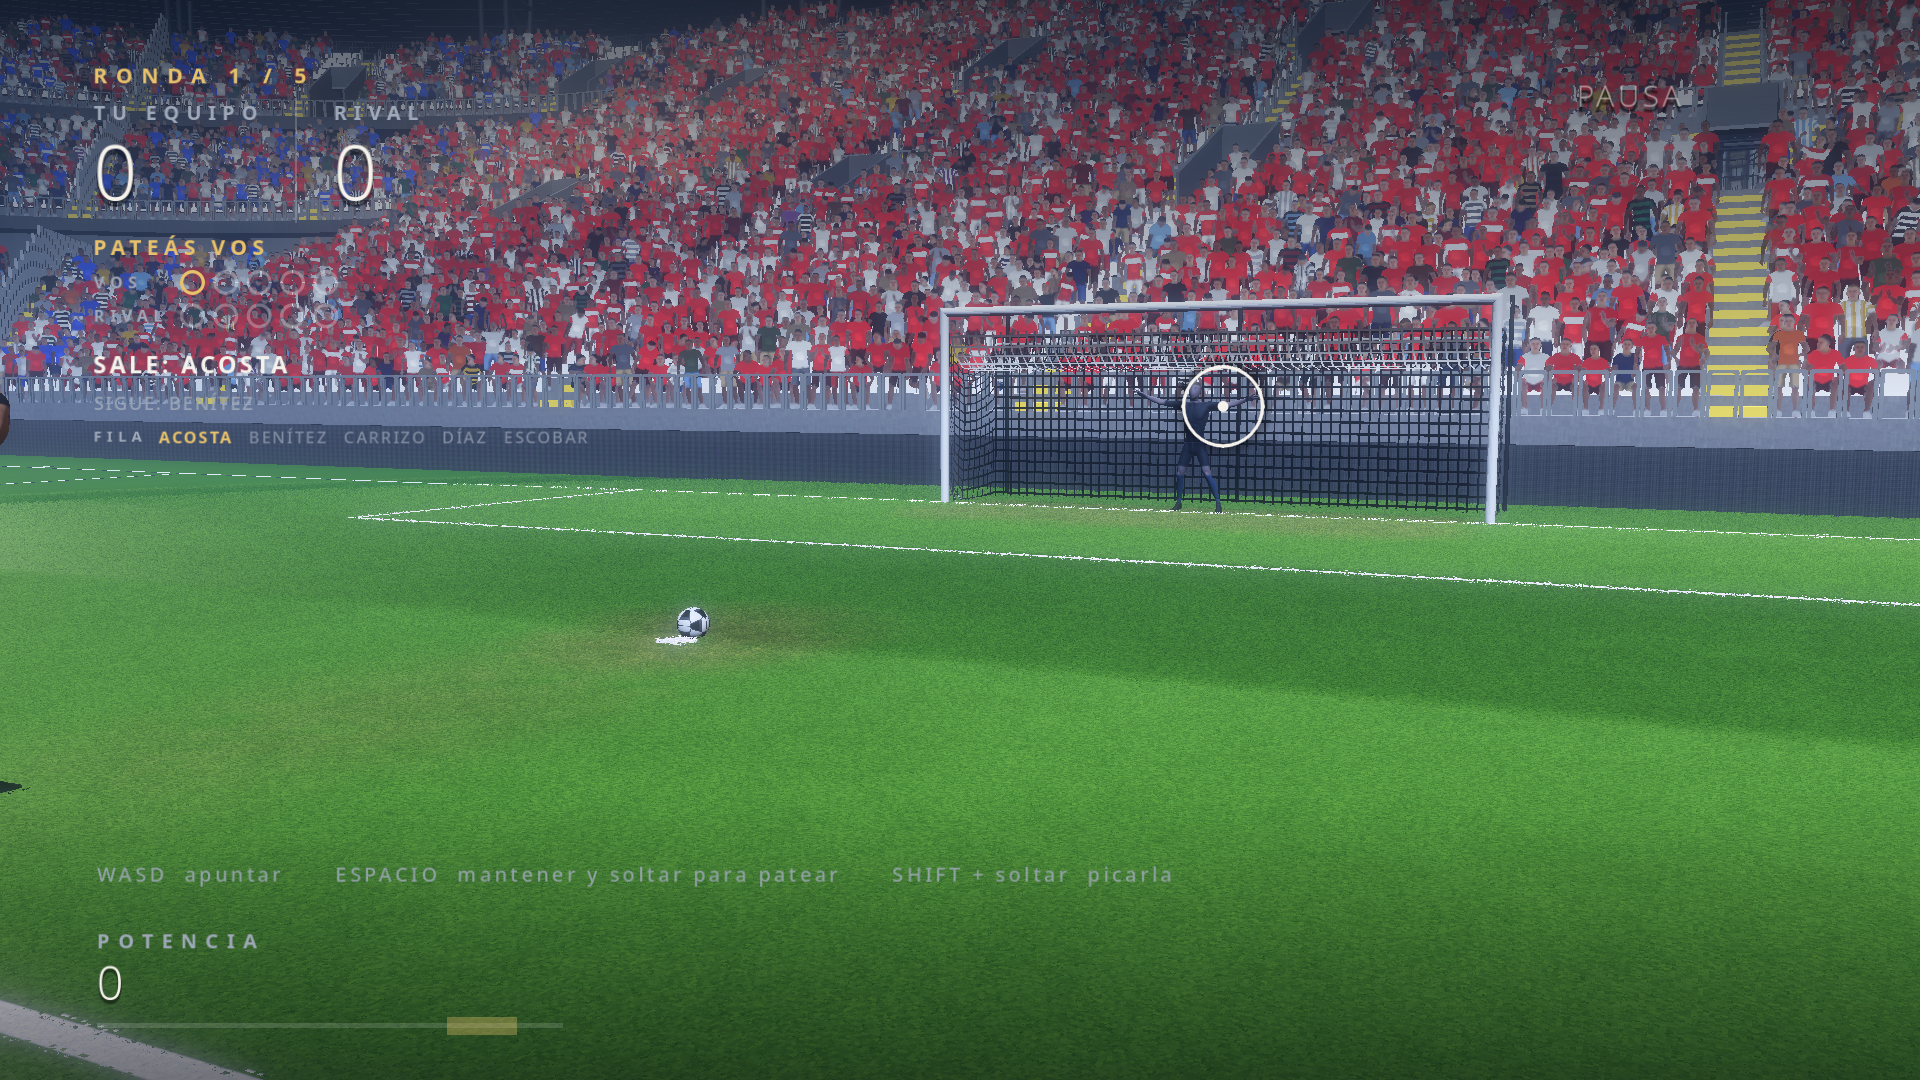 RONDA 1 / 5
TU EQUIPO RIVAL
0 0
PATEÁS VOS
VOS
RIVAL
SALE: ACOSTA
SIGUE: BENÍTEZ
FILA ACOSTA BENÍTEZ CARRIZO DÍAZ ESCOBAR
PAUSA
WASD apuntar ESPACIO mantener y soltar para patear SHIFT + soltar picarla
POTENCIA
0